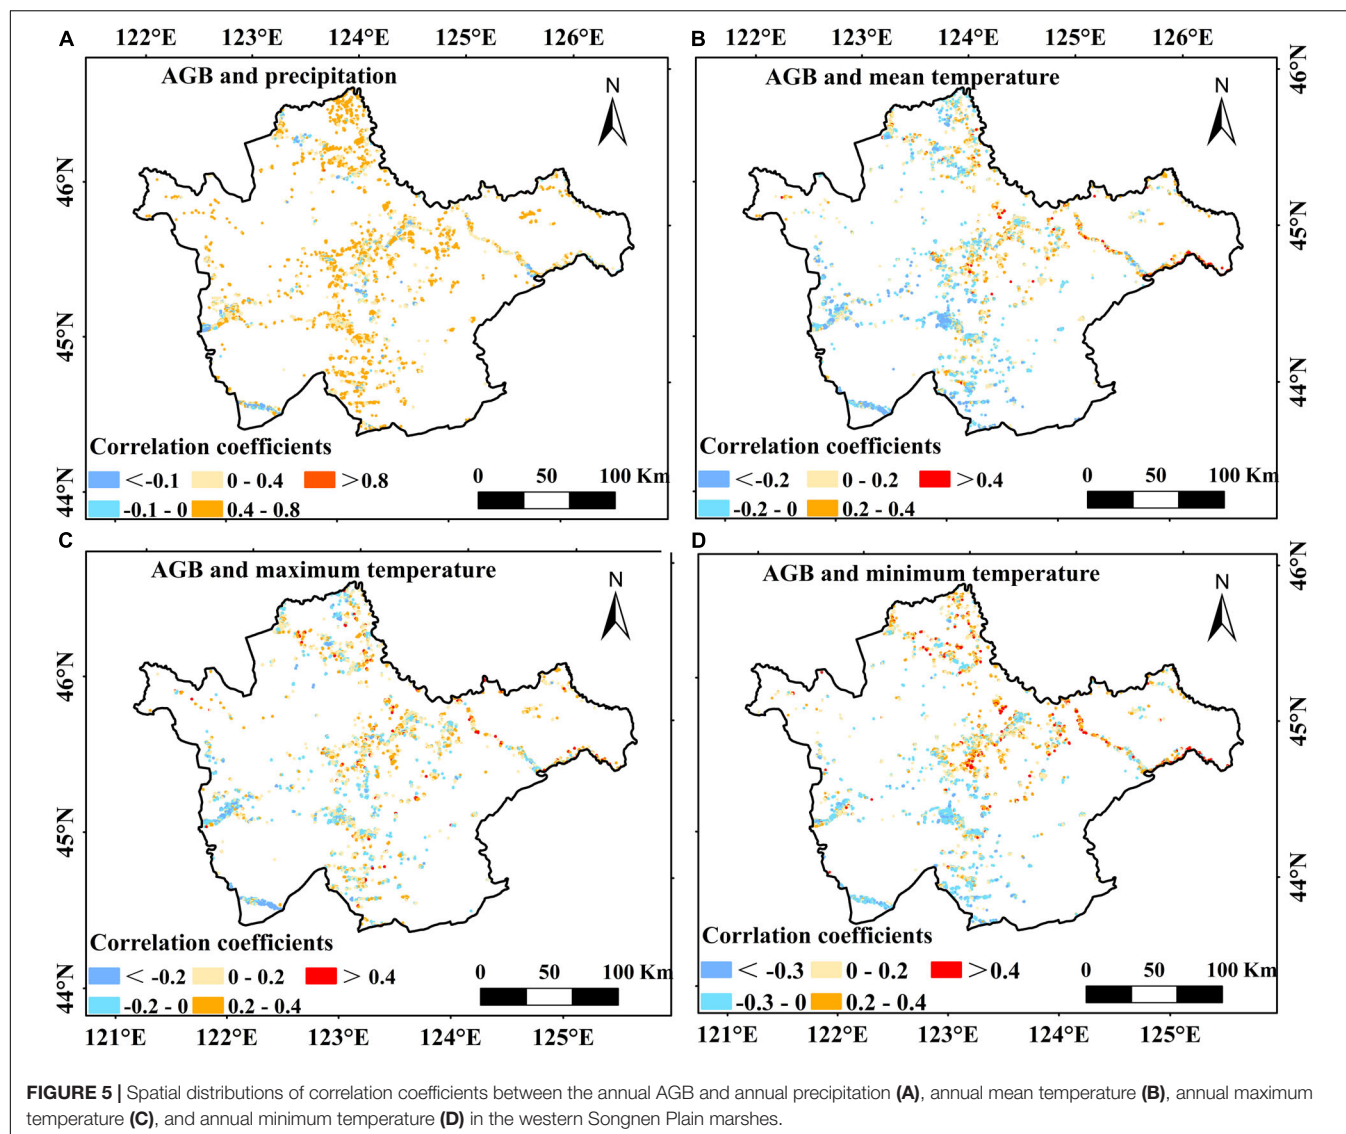 A
122°E 123°E 124°E 125°E 126°E
AGB and precipitation
N
46°N
45°N
44°N
Correlation coefficients
<-0.1 0 - 0.4 >0.8
-0.1 - 0 0.4 - 0.8
0 50 100 Km
B
122°E 123°E 124°E 125°E 126°E
AGB and mean temperature
N
46°N
45°N
44°N
Correlation coefficients
<-0.2 0 - 0.2 >0.4
-0.2 - 0 0.2 - 0.4
0 50 100 Km
C
AGB and maximum temperature
N
46°N
45°N
44°N
Correlation coefficients
< -0.2 0 - 0.2 > 0.4
-0.2 - 0 0.2 - 0.4
0 50 100 Km
121°E 122°E 123°E 124°E 125°E
D
AGB and minimum temperature
N
46°N
45°N
44°N
Corrlation coefficients
< -0.3 0 - 0.2 >0.4
-0.3 - 0 0.2 - 0.4
0 50 100 Km
121°E 122°E 123°E 124°E 125°E
FIGURE 5 | Spatial distributions of correlation coefficients between the annual AGB and annual precipitation (A), annual mean temperature (B), annual maximum
temperature (C), and annual minimum temperature (D) in the western Songnen Plain marshes.